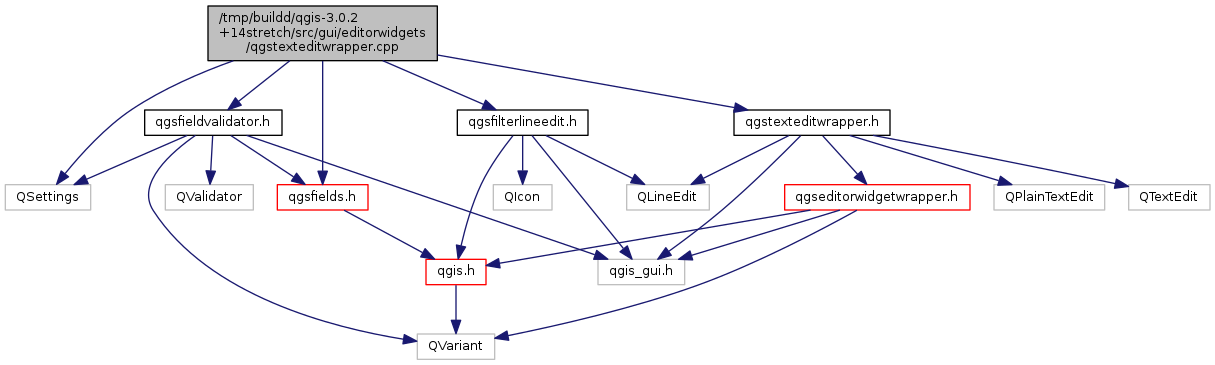 /tmp/buildd/qgis-3.0.2
+14stretch/src/gui/editorwidgets
/qgstexteditwrapper.cpp
qgsfieldvalidator.h
qgsfilterlineedit.h
qgstexteditwrapper.h
QSettings
QValidator
qgsfields.h
QIcon
QLineEdit
qgseditorwidgetwrapper.h
QPlainTextEdit
QTextEdit
qgis.h
qgis_gui.h
QVariant